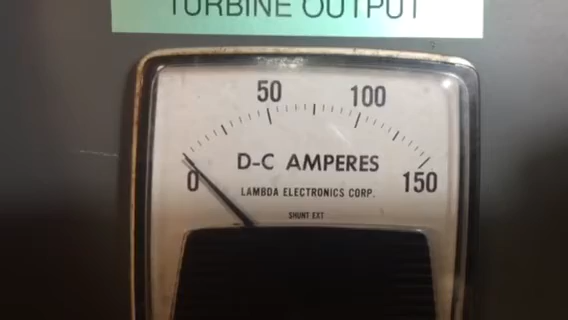 TURBINE OUTPUT
50 100
D-C AMPERES
0 150
LAMBDA ELECTRONICS CORP.
SHUNT EXT